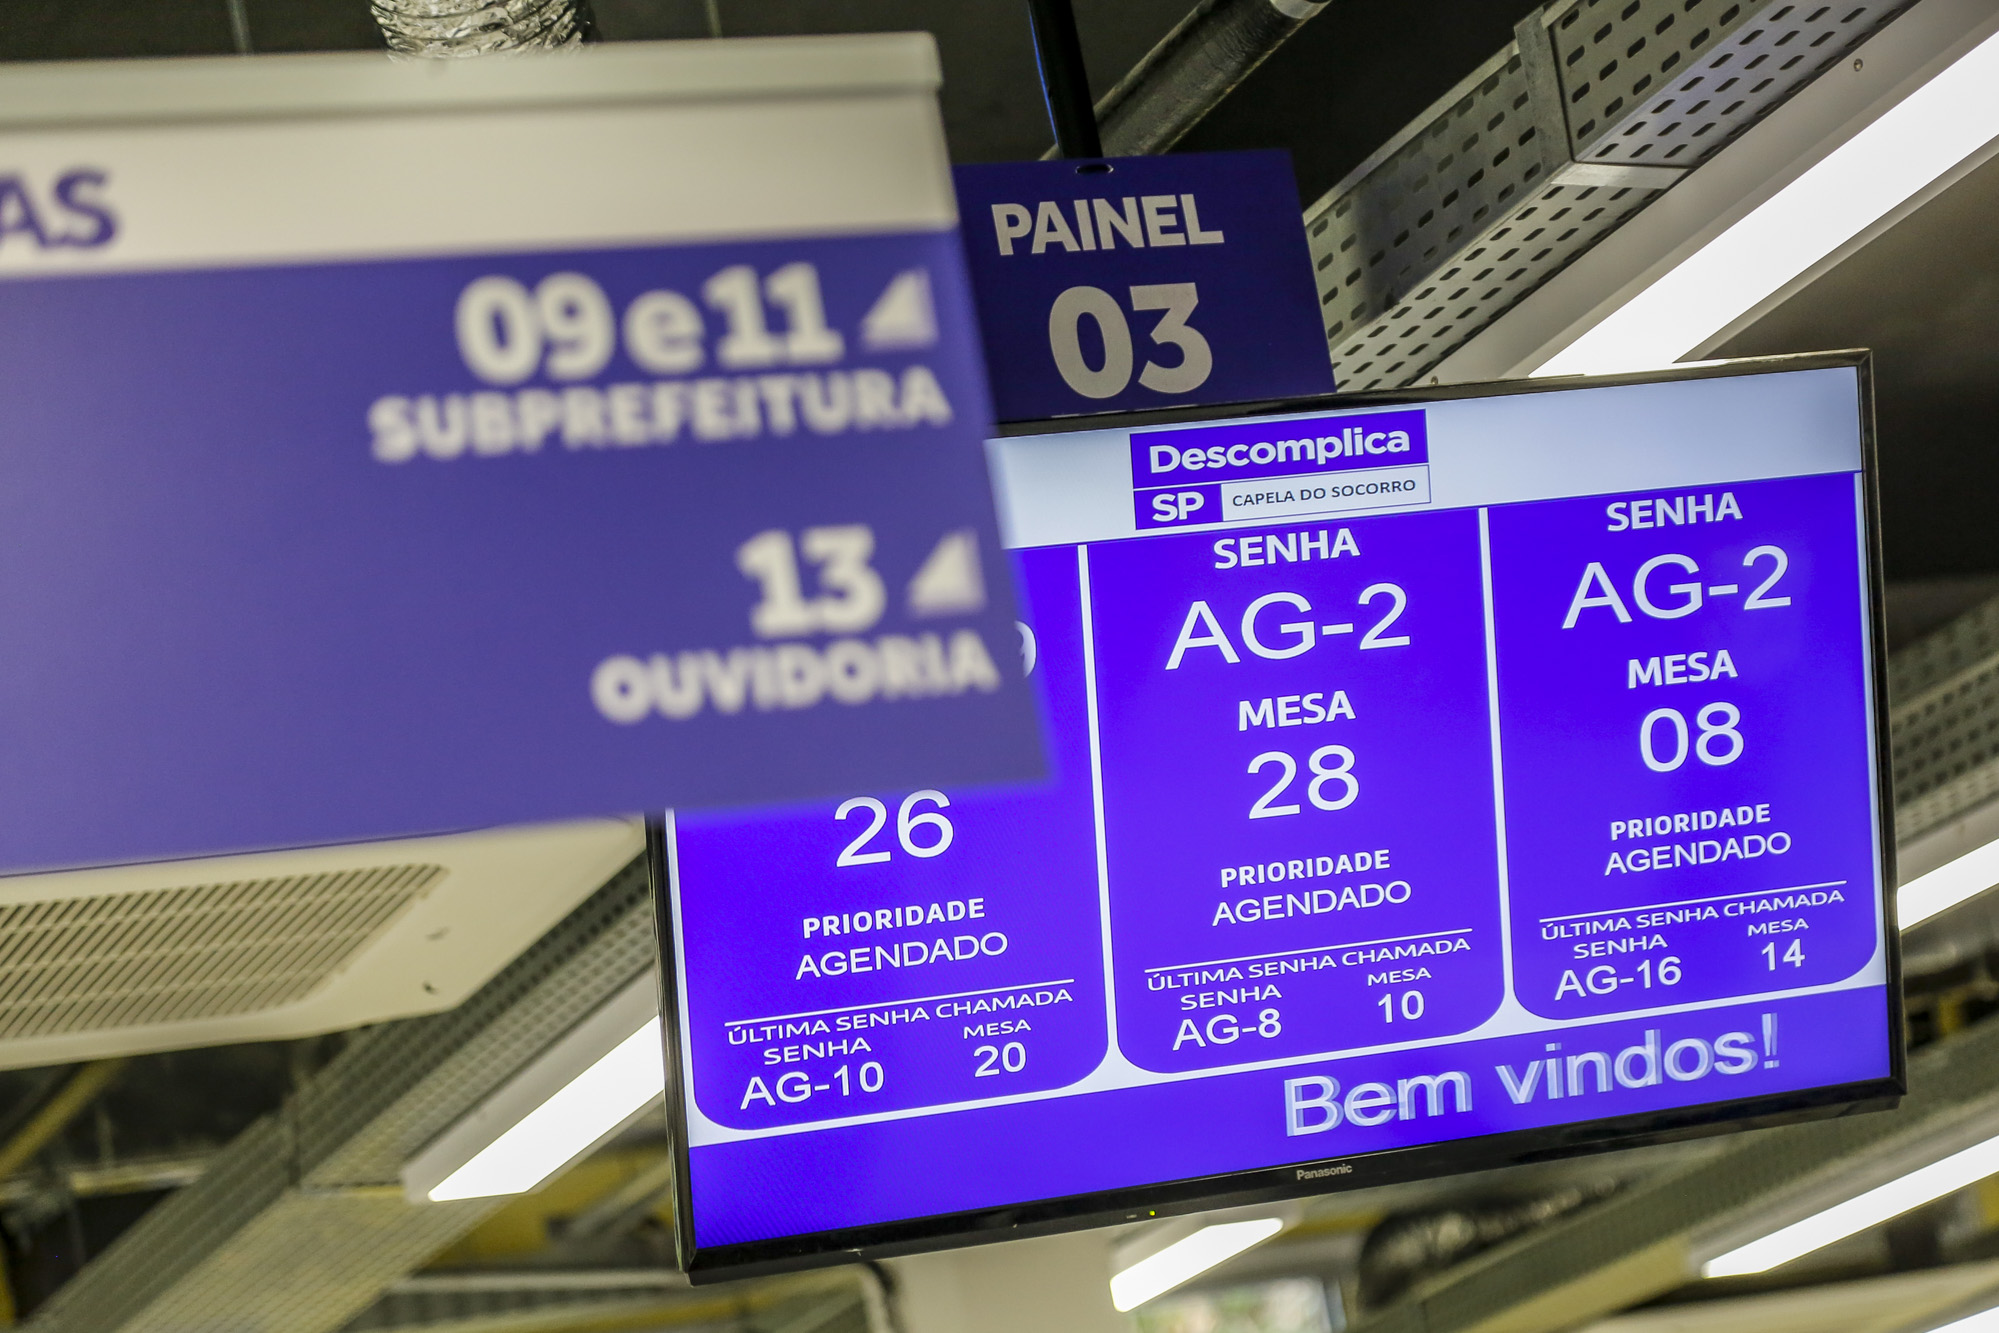 AS
09 e 11
SUBPREFEITURA
13
OUVIDORIA
PAINEL
03
Descomplica
SP CAPELA DO SOCORRO
9
26
PRIORIDADE
AGENDADO
ÚLTIMA SENHA CHAMADA
SENHA MESA
AG-10 20
SENHA
AG-2
MESA
28
PRIORIDADE
AGENDADO
ÚLTIMA SENHA CHAMADA
SENHA MESA
AG-8 10
SENHA
AG-2
MESA
08
PRIORIDADE
AGENDADO
ÚLTIMA SENHA CHAMADA
SENHA MESA
AG-16 14
Bem vindos!
Panasonic